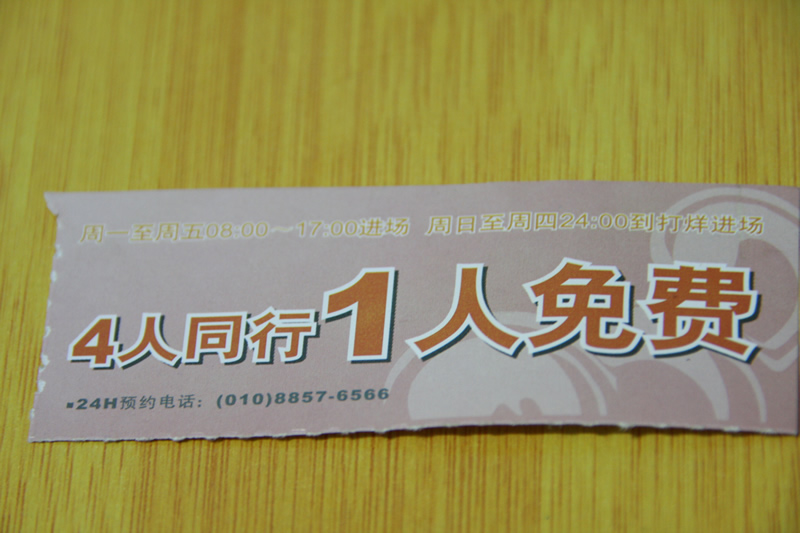 周一至周五08:00～17:00进场 周日至周四24:00到打烊进场
4人同行1人免费
■24H预约电话：(010)8857-6566